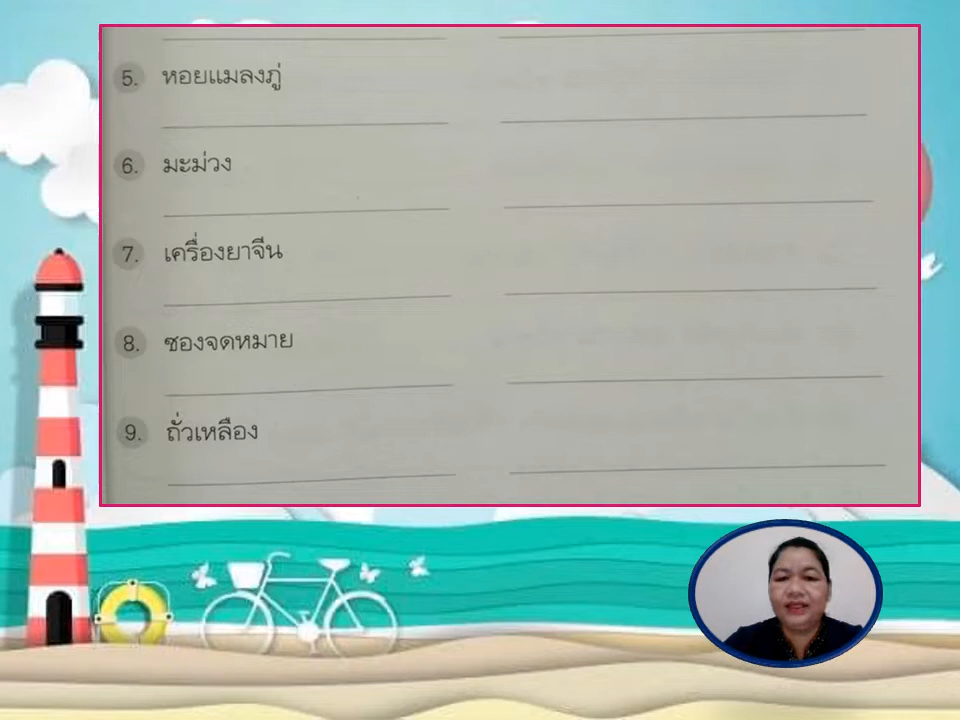 5. หอยแมลงภู่
6. มะม่วง
7. เครื่องยาจีน
8. ซองจดหมาย
9. ถั่วเหลือง